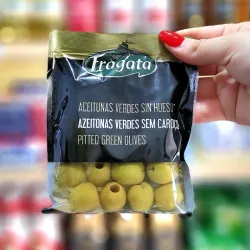 fragata
ACEITUNAS VERDES SIN HUESO
AZEITONAS VERDES SEM CAROÇO
PITTED GREEN OLIVES